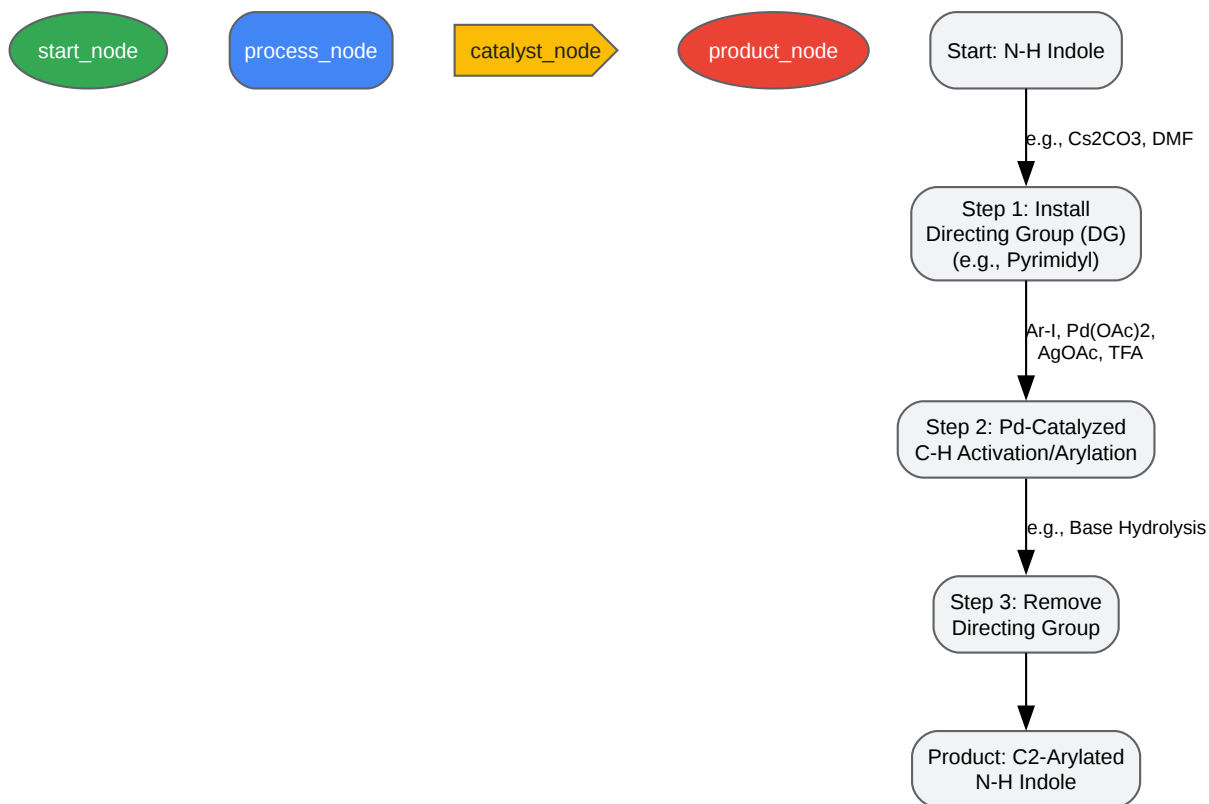 start_node
process_node
catalyst_node
product_node
Start: N-H Indole
e.g., Cs2CO3, DMF
Step 1: Install
Directing Group (DG)
(e.g., Pyrimidyl)
Ar-I, Pd(OAc)2,
AgOAc, TFA
Step 2: Pd-Catalyzed
C-H Activation/Arylation
e.g., Base Hydrolysis
Step 3: Remove
Directing Group
Product: C2-Arylated
N-H Indole